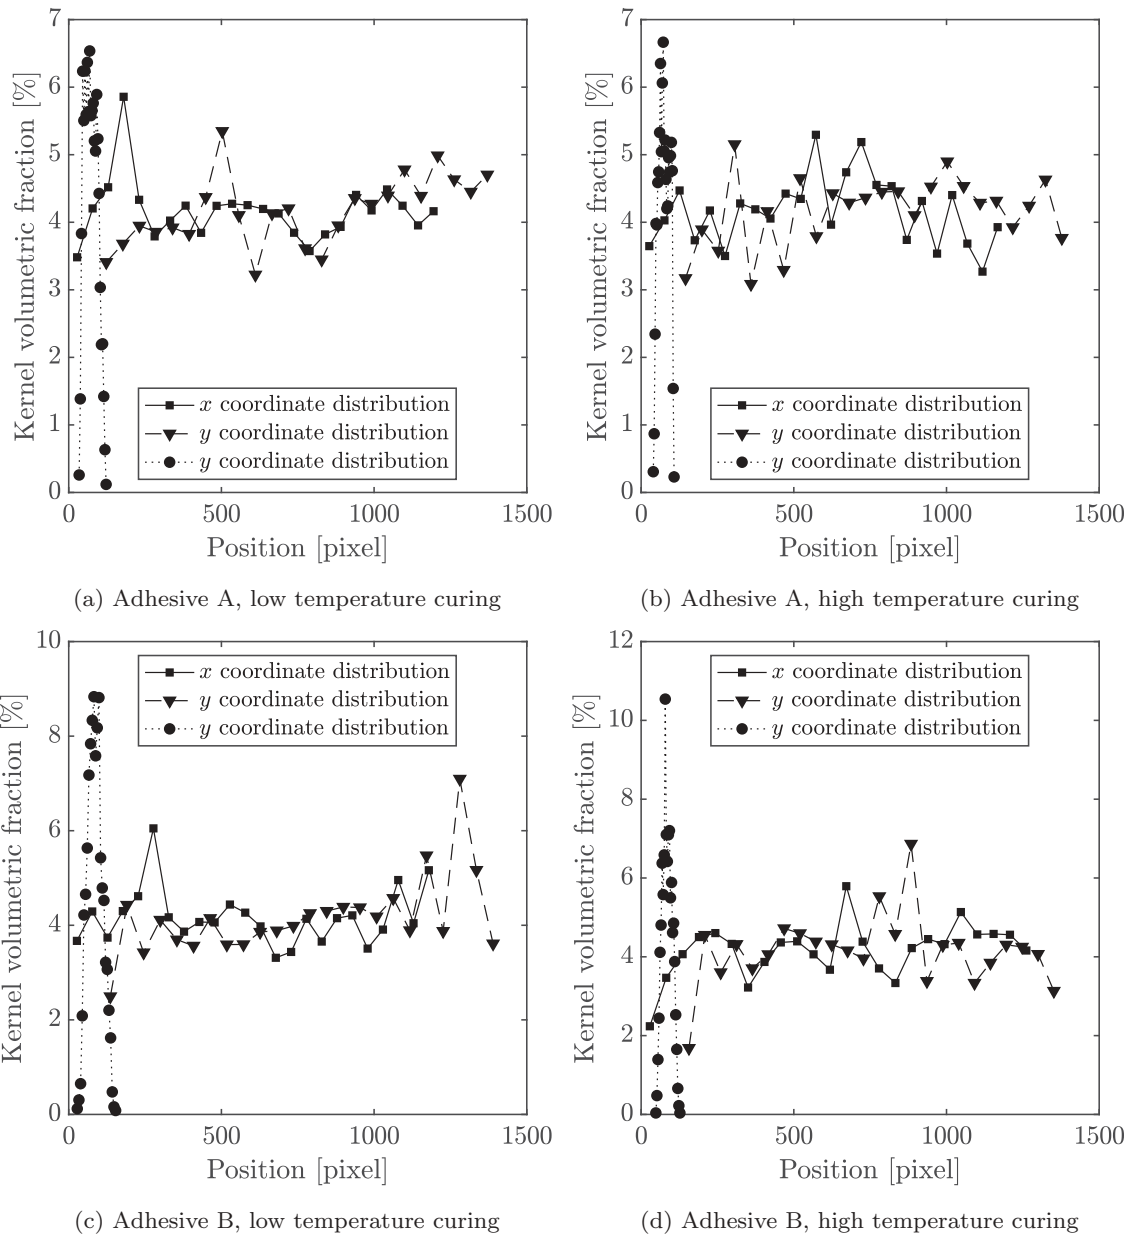 7
6
5
4
3
2
1
0
Kernel volumetric fraction [%]
x coordinate distribution
y coordinate distribution
y coordinate distribution
0 500 1000 1500
Position [pixel]
(a) Adhesive A, low temperature curing
7
6
5
4
3
2
1
0
Kernel volumetric fraction [%]
x coordinate distribution
y coordinate distribution
y coordinate distribution
0 500 1000 1500
Position [pixel]
(b) Adhesive A, high temperature curing
10
8
6
4
2
0
Kernel volumetric fraction [%]
x coordinate distribution
y coordinate distribution
y coordinate distribution
0 500 1000 1500
Position [pixel]
(c) Adhesive B, low temperature curing
12
10
8
6
4
2
0
Kernel volumetric fraction [%]
x coordinate distribution
y coordinate distribution
y coordinate distribution
0 500 1000 1500
Position [pixel]
(d) Adhesive B, high temperature curing